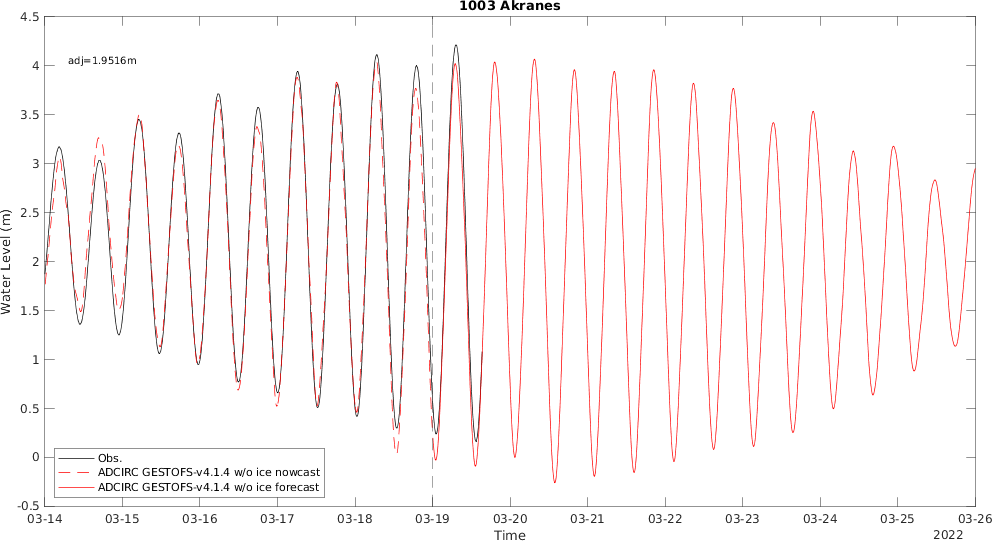 1003 Akranes
adj=1.9516m
Water Level (m)
4.5
4
3.5
3
2.5
2
1.5
1
0.5
0
-0.5
Obs.
ADCIRC GESTOFS-v4.1.4 w/o ice nowcast
ADCIRC GESTOFS-v4.1.4 w/o ice forecast
03-14 03-15 03-16 03-17 03-18 03-19 03-20 03-21 03-22 03-23 03-24 03-25 03-26
Time
2022